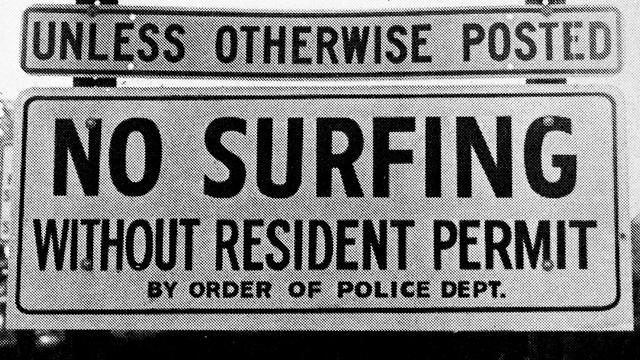 UNLESS OTHERWISE POSTED
NO SURFING
WITHOUT RESIDENT PERMIT
BY ORDER OF POLICE DEPT.